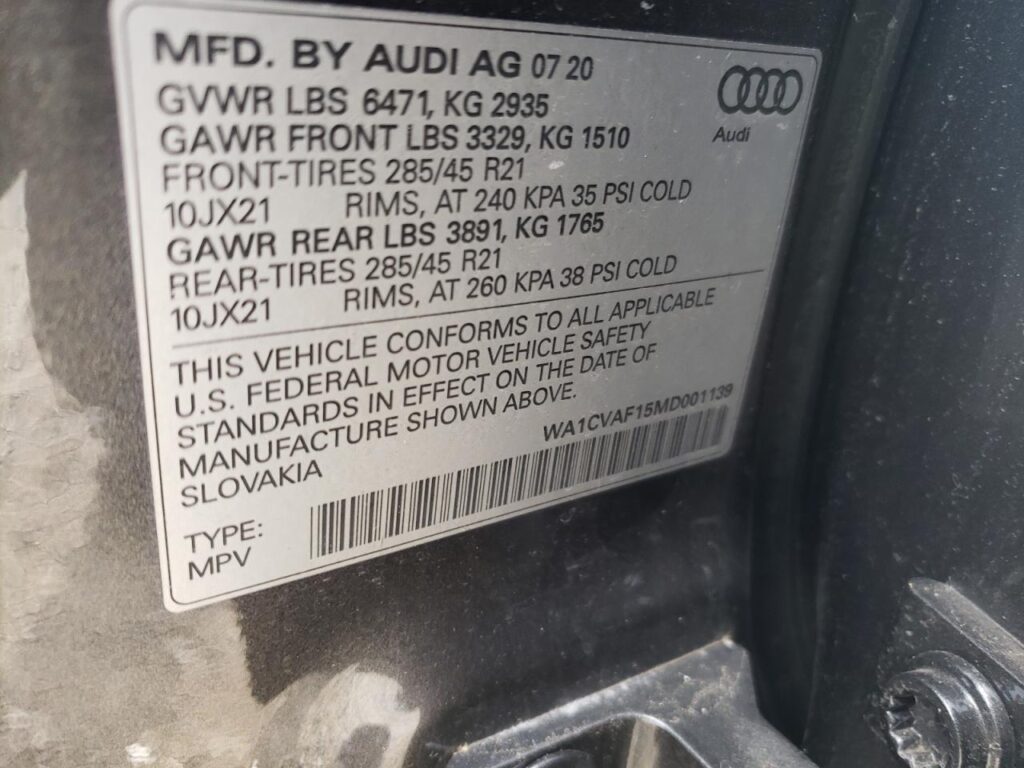 MFD. BY AUDI AG 07 20
GVWR LBS 6471, KG 2935
GAWR FRONT LBS 3329, KG 1510
FRONT-TIRES 285/45 R21
10JX21 RIMS, AT 240 KPA 35 PSI COLD
GAWR REAR LBS 3891, KG 1765
REAR-TIRES 285/45 R21
10JX21 RIMS, AT 260 KPA 38 PSI COLD
Audi
THIS VEHICLE CONFORMS TO ALL APPLICABLE
U.S. FEDERAL MOTOR VEHICLE SAFETY
STANDARDS IN EFFECT ON THE DATE OF
MANUFACTURE SHOWN ABOVE.
SLOVAKIA
WA1CVAF15MD001139
TYPE:
MPV